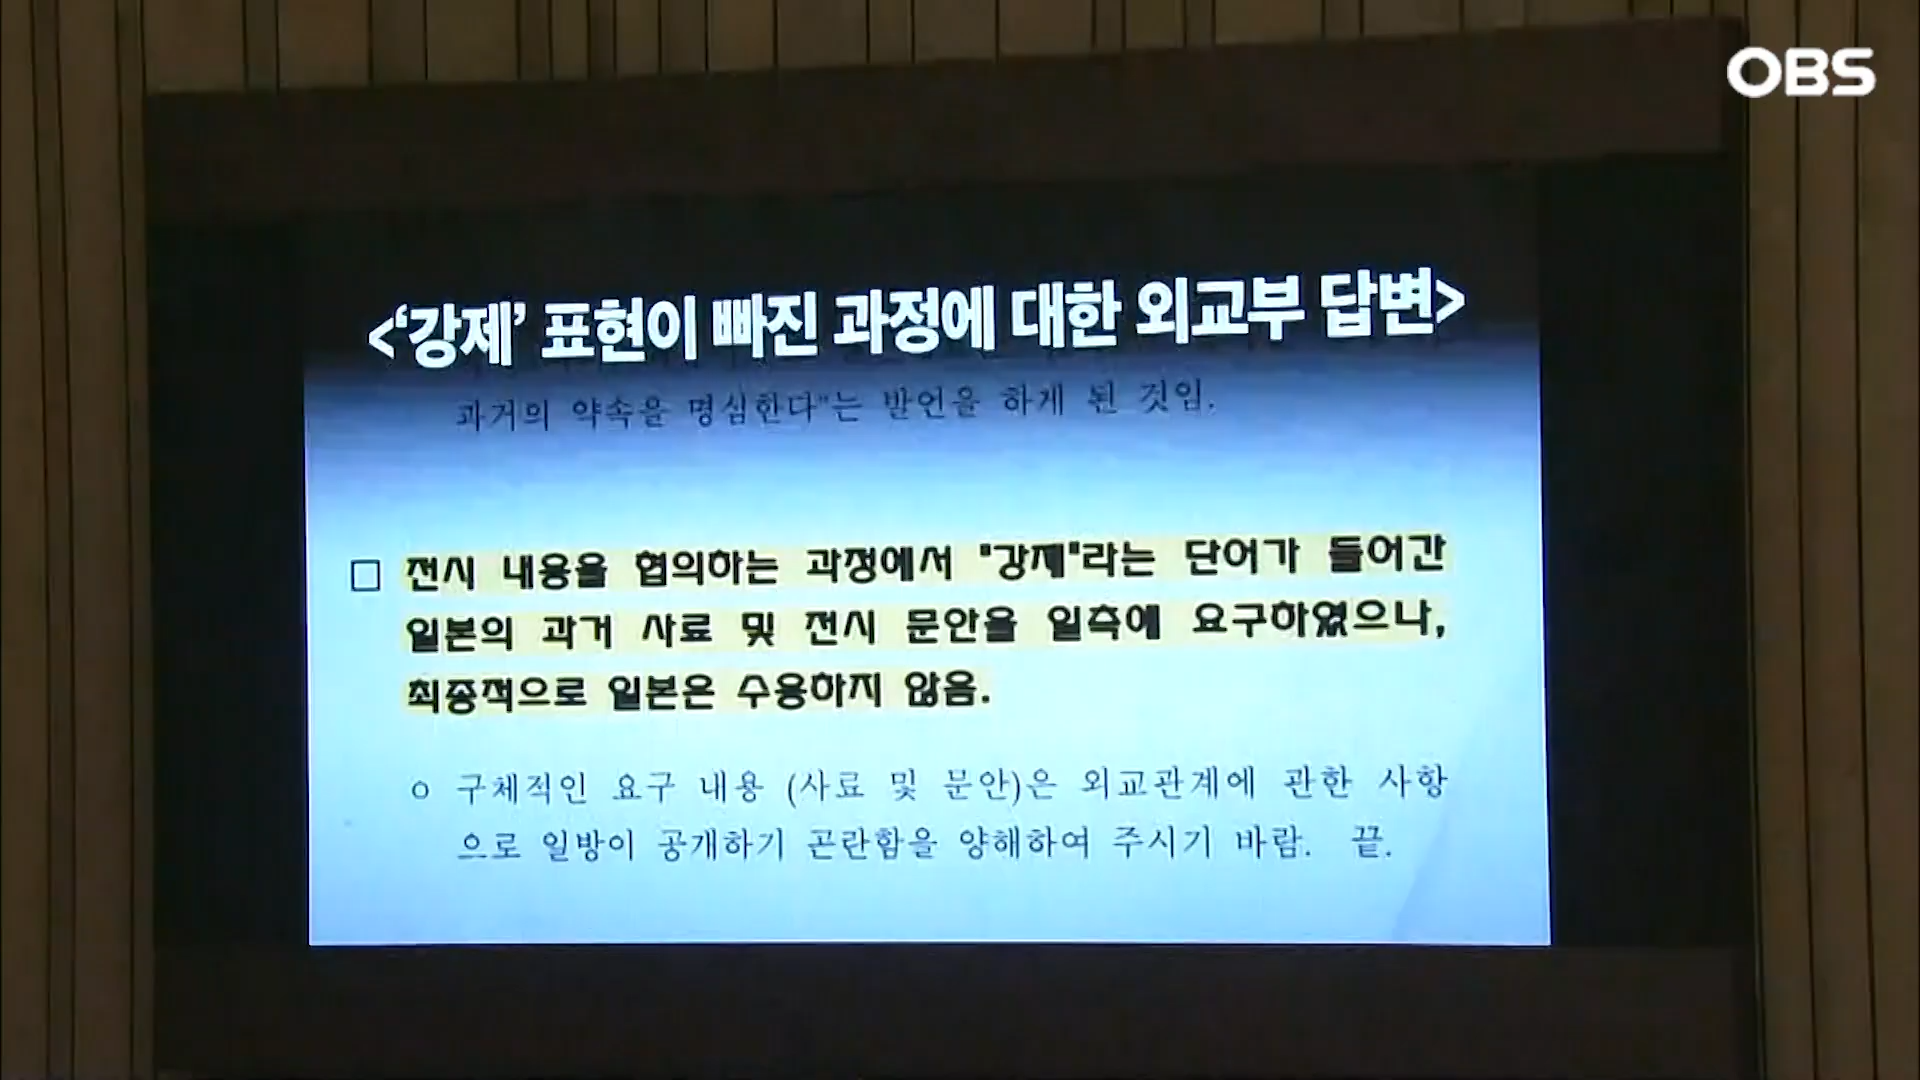 OBS
<‘강제’ 표현이 빠진 과정에 대한 외교부 답변>
과거의 약속을 명심한다"는 발언을 하게 된 것임.
□ 전시 내용을 협의하는 과정에서 "강제"라는 단어가 들어간
일본의 과거 사료 및 전시 문안을 일측에 요구하였으나,
최종적으로 일본은 수용하지 않음.
○ 구체적인 요구 내용 (사료 및 문안)은 외교관계에 관한 사항
으로 일방이 공개하기 곤란함을 양해하여 주시기 바람. 끝.